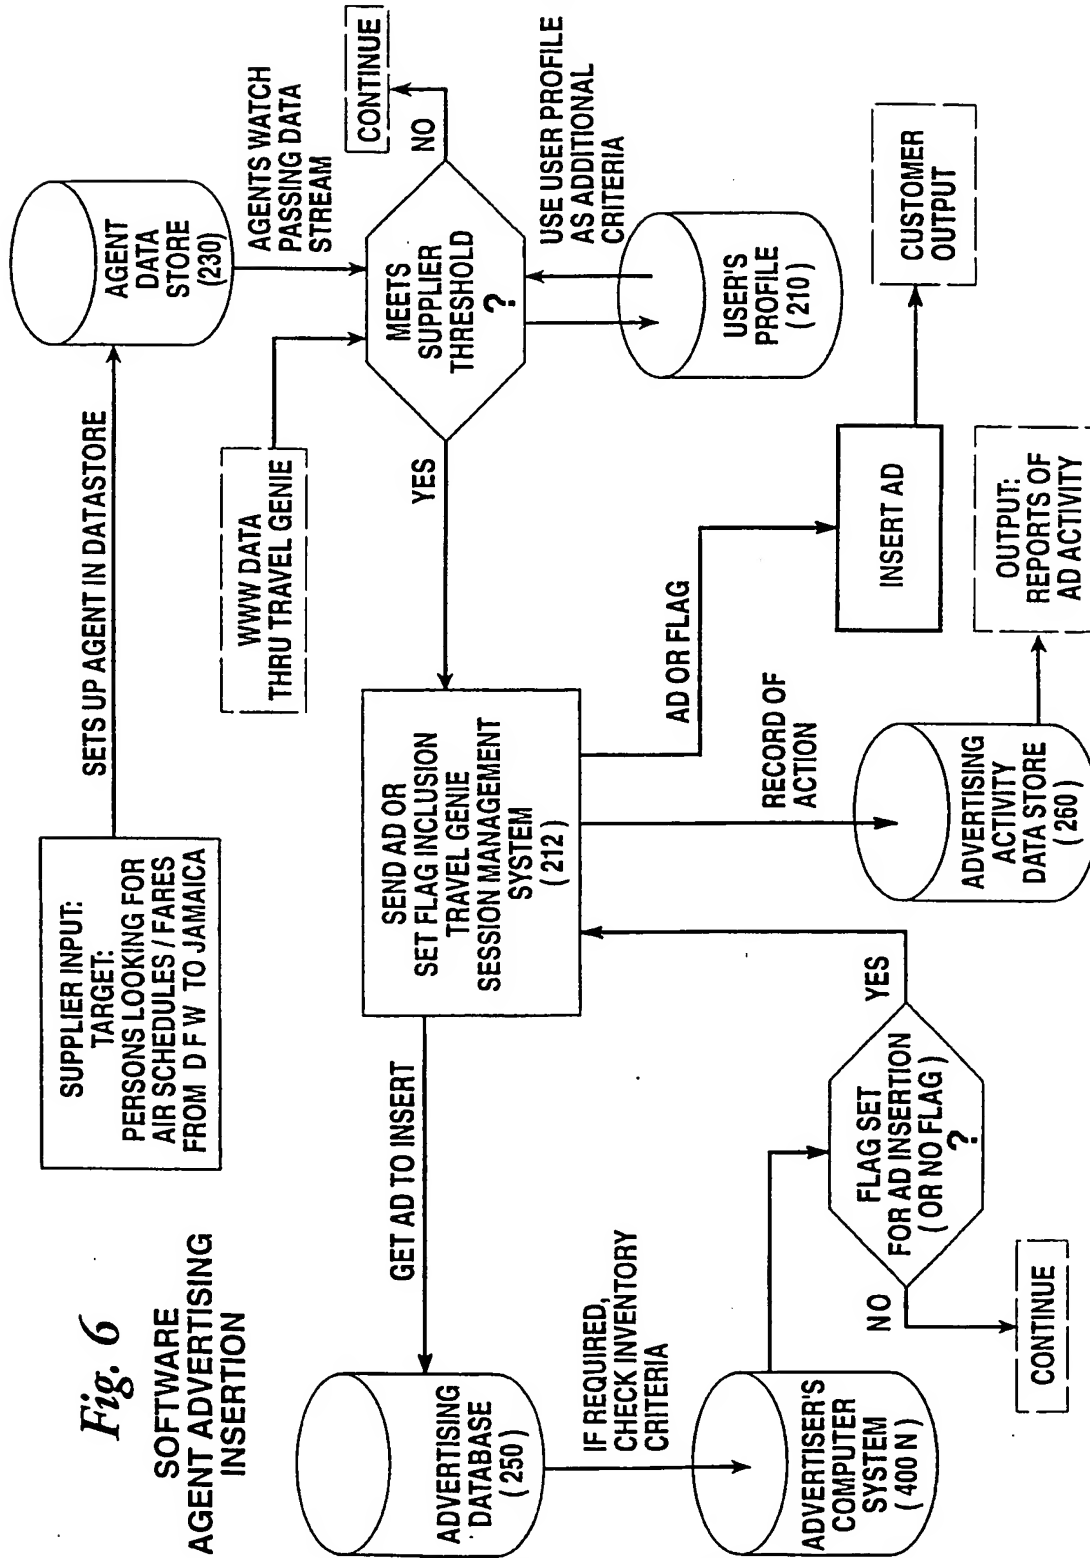 Fig. 6
SOFTWARE
AGENT ADVERTISING
INSERTION
SUPPLIER INPUT:
TARGET:
PERSONS LOOKING FOR
AIR SCHEDULES / FARES
FROM D F W TO JAMAICA
SETS UP AGENT IN DATASTORE
AGENT
DATA
STORE
(230)
AGENTS WATCH
PASSING DATA
STREAM
WWW DATA
THRU TRAVEL GENIE
MEETS
SUPPLIER
THRESHOLD
?
NO
CONTINUE
YES
USE USER PROFILE
AS ADDITIONAL
CRITERIA
USER'S
PROFILE
( 210 )
SEND AD OR
SET FLAG INCLUSION
TRAVEL GENIE
SESSION MANAGEMENT
SYSTEM
( 212 )
GET AD TO INSERT
ADVERTISING
DATABASE
( 250 )
IF REQUIRED,
CHECK INVENTORY
CRITERIA
ADVERTISER'S
COMPUTER
SYSTEM
( 400 N )
FLAG SET
FOR AD INSERTION
( OR NO FLAG )
?
NO
CONTINUE
YES
RECORD OF
ACTION
ADVERTISING
ACTIVITY
DATA STORE
( 260 )
OUTPUT:
REPORTS OF
AD ACTIVITY
AD OR FLAG
INSERT AD
CUSTOMER
OUTPUT